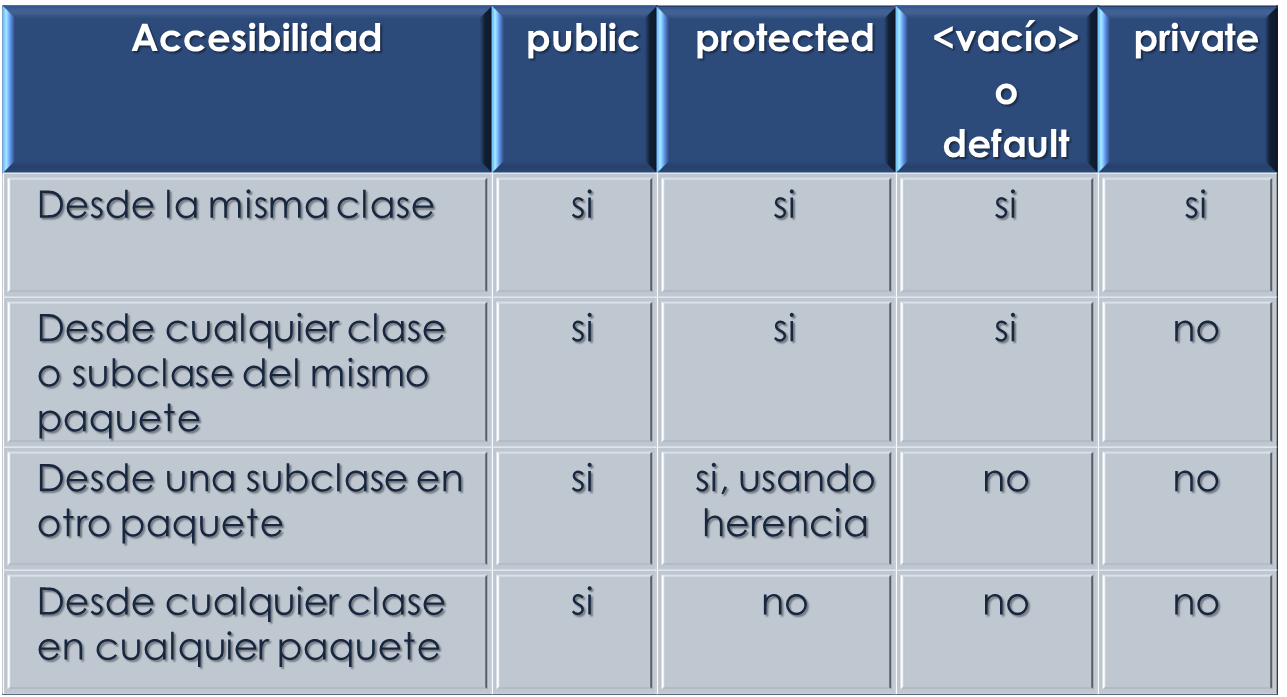 Accesibilidad public protected <vacío> private
o
default
Desde la misma clase si si si si
Desde cualquier clase si si si no
o subclase del mismo
paquete
Desde una subclase en si si, usando no no
otro paquete herencia
Desde cualquier clase si no no no
en cualquier paquete